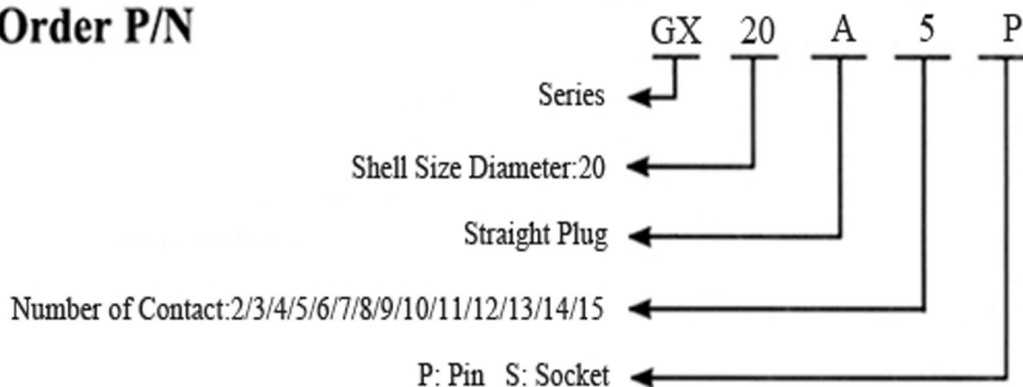 Order P/N
GX 20 A 5 P
Series
Shell Size Diameter:20
Straight Plug
Number of Contact:2/3/4/5/6/7/8/9/10/11/12/13/14/15
P: Pin S: Socket